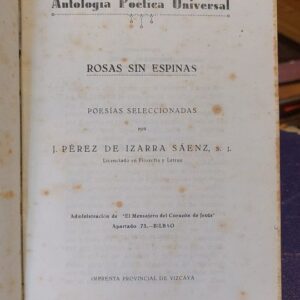 Antología Poética Universal
ROSAS SIN ESPINAS
POESÍAS SELECCIONADAS
POR
J. PÉREZ DE IZARRA SÁENZ, S. J.
Licenciado en Filosofía y Letras
Administración de "El Mensajero del Corazón de Jesús"
Apartado 73.—BILBAO
IMPRENTA PROVINCIAL DE VIZCAYA